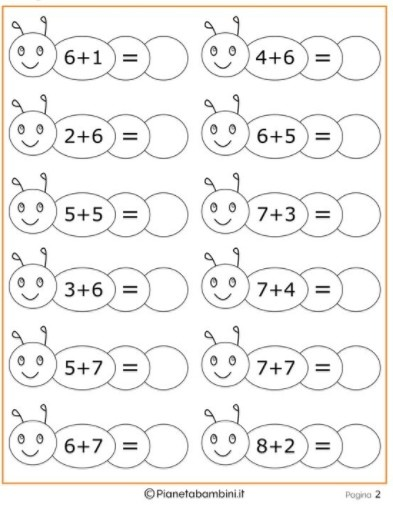 6+1 = 4+6 =
2+6 = 6+5 =
5+5 = 7+3 =
3+6 = 7+4 =
5+7 = 7+7 =
6+7 = 8+2 =
©Pianetabambini.it Pagina 2